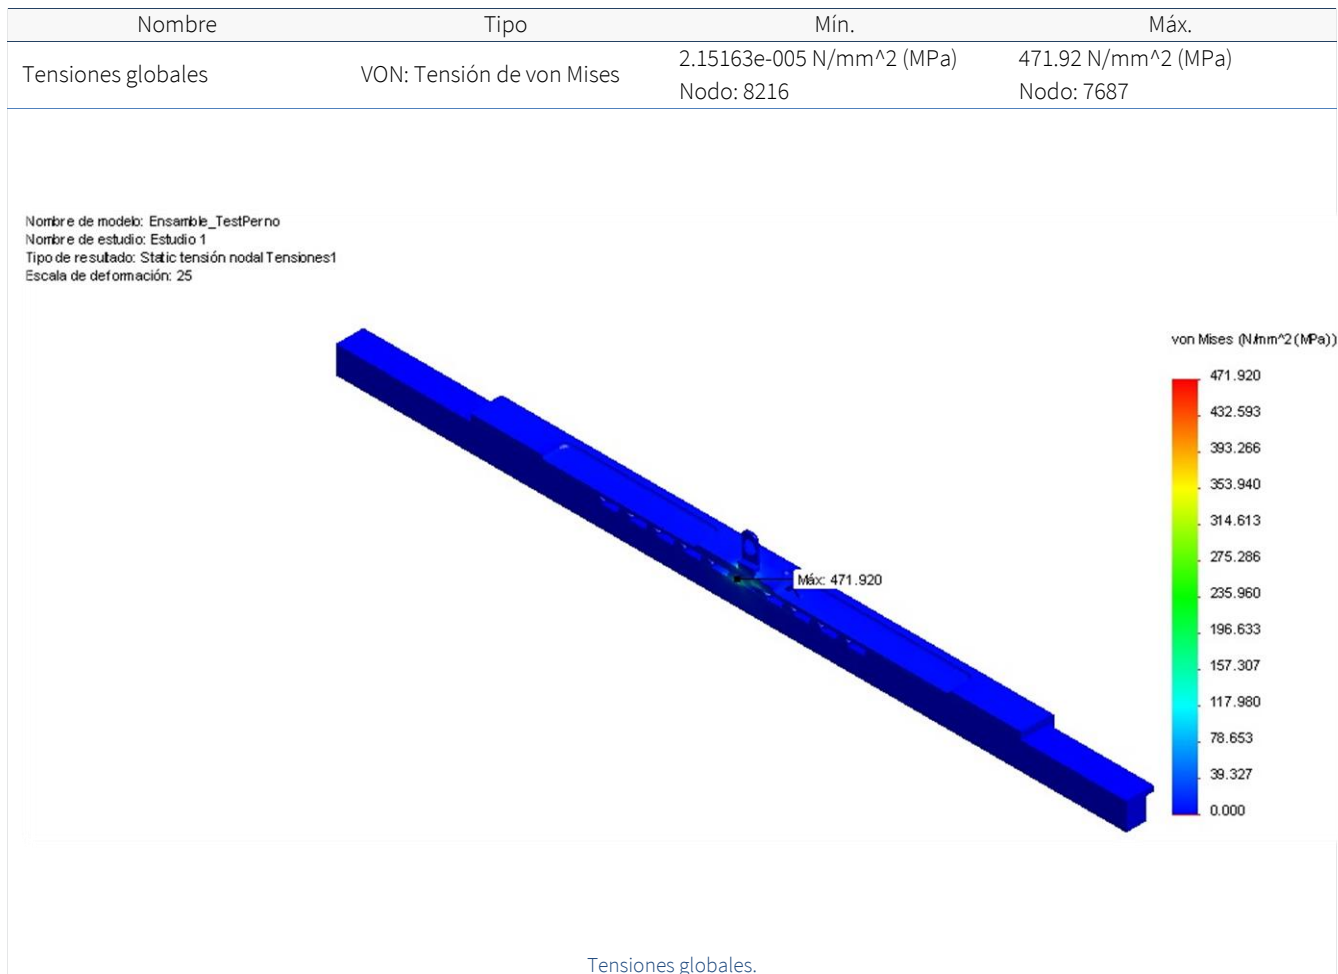 Nombre Tipo Mín. Máx.
Tensiones globales VON: Tensión de von Mises 2.15163e-005 N/mm^2 (MPa) 471.92 N/mm^2 (MPa)
Nodo: 8216 Nodo: 7687
Nombre de modelo: Ensamble_TestPerno
Nombre de estudio: Estudio 1
Tipo de resultado: Static tensión nodal Tensiones1
Escala de deformación: 25
von Mises (N/mm^2 (MPa))
471.920
432.593
393.266
353.940
314.613
275.286
235.960
196.633
157.307
117.980
78.653
39.327
0.000
Máx: 471.920
Tensiones globales.